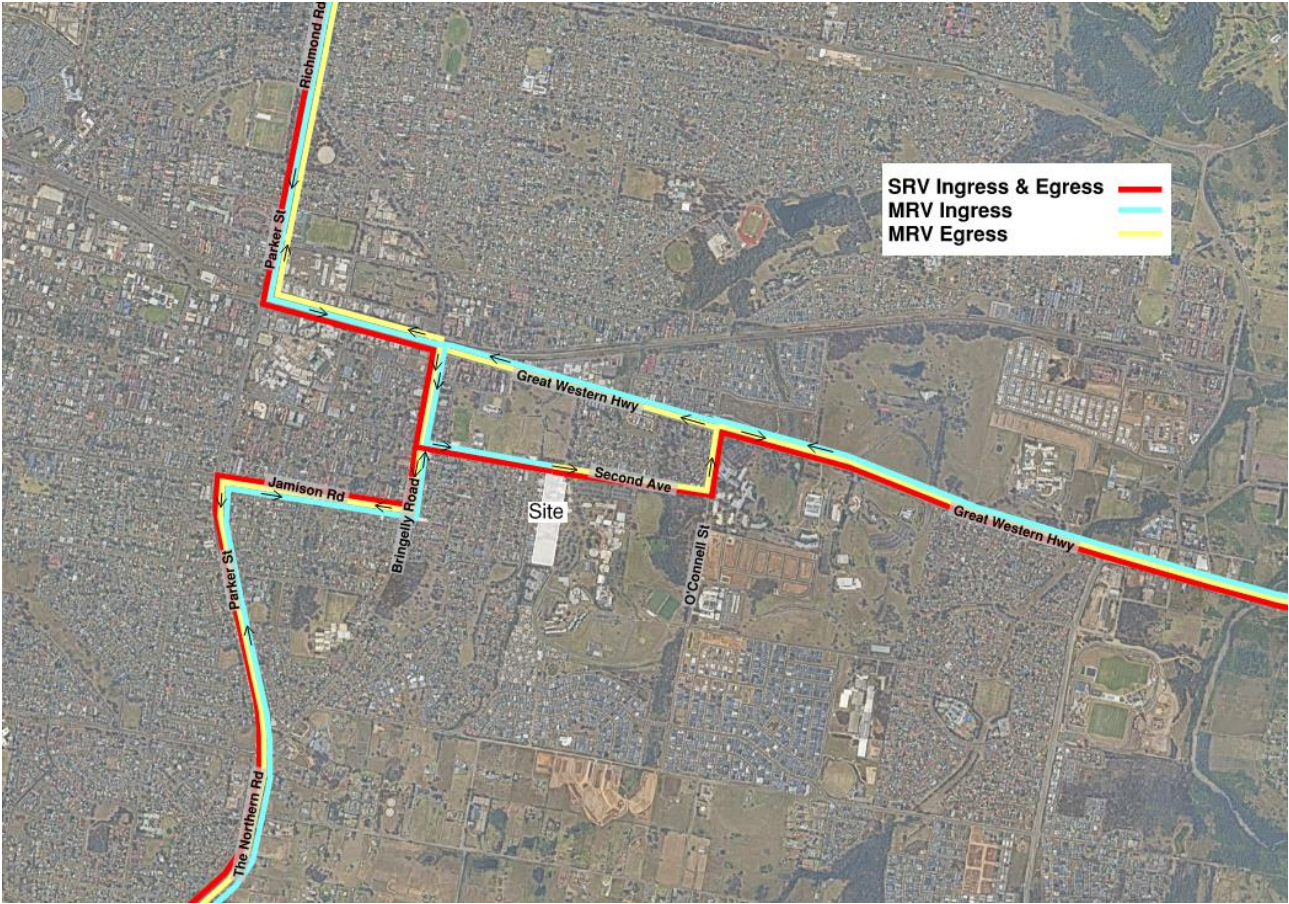 Richmond Rd
SRV Ingress & Egress
MRV Ingress
MRV Egress
Parker St
Great Western Hwy
Second Ave
Jamison Rd
Site
Bringelly Road
Great Western Hwy
O'Connell St
Parker St
The Northern Rd